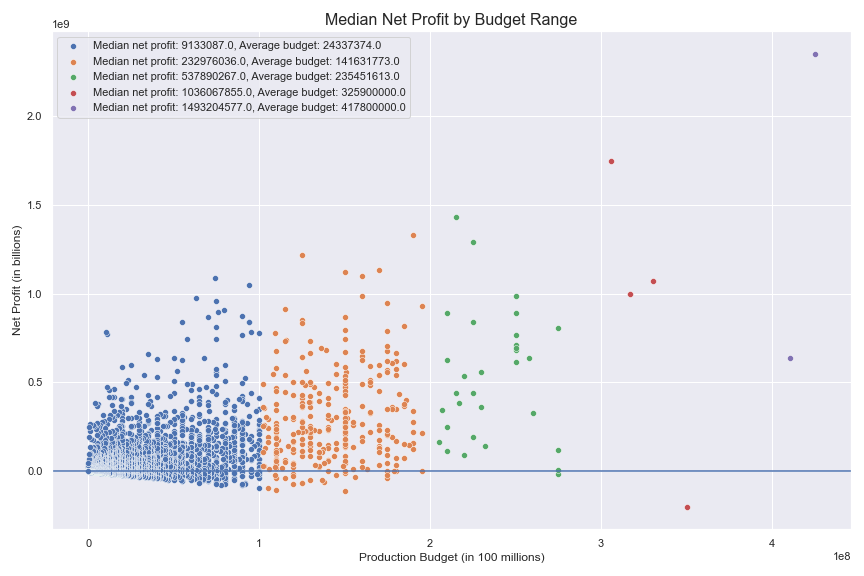 Median Net Profit by Budget Range
1e9
Median net profit: 9133087.0, Average budget: 24337374.0
Median net profit: 232976036.0, Average budget: 141631773.0
Median net profit: 537890267.0, Average budget: 235451613.0
Median net profit: 1036067855.0, Average budget: 325900000.0
Median net profit: 1493204577.0, Average budget: 417800000.0
2.0
1.5
1.0
0.5
0.0
Net Profit (in billions)
0 1 2 3 4
Production Budget (in 100 millions)
1e8